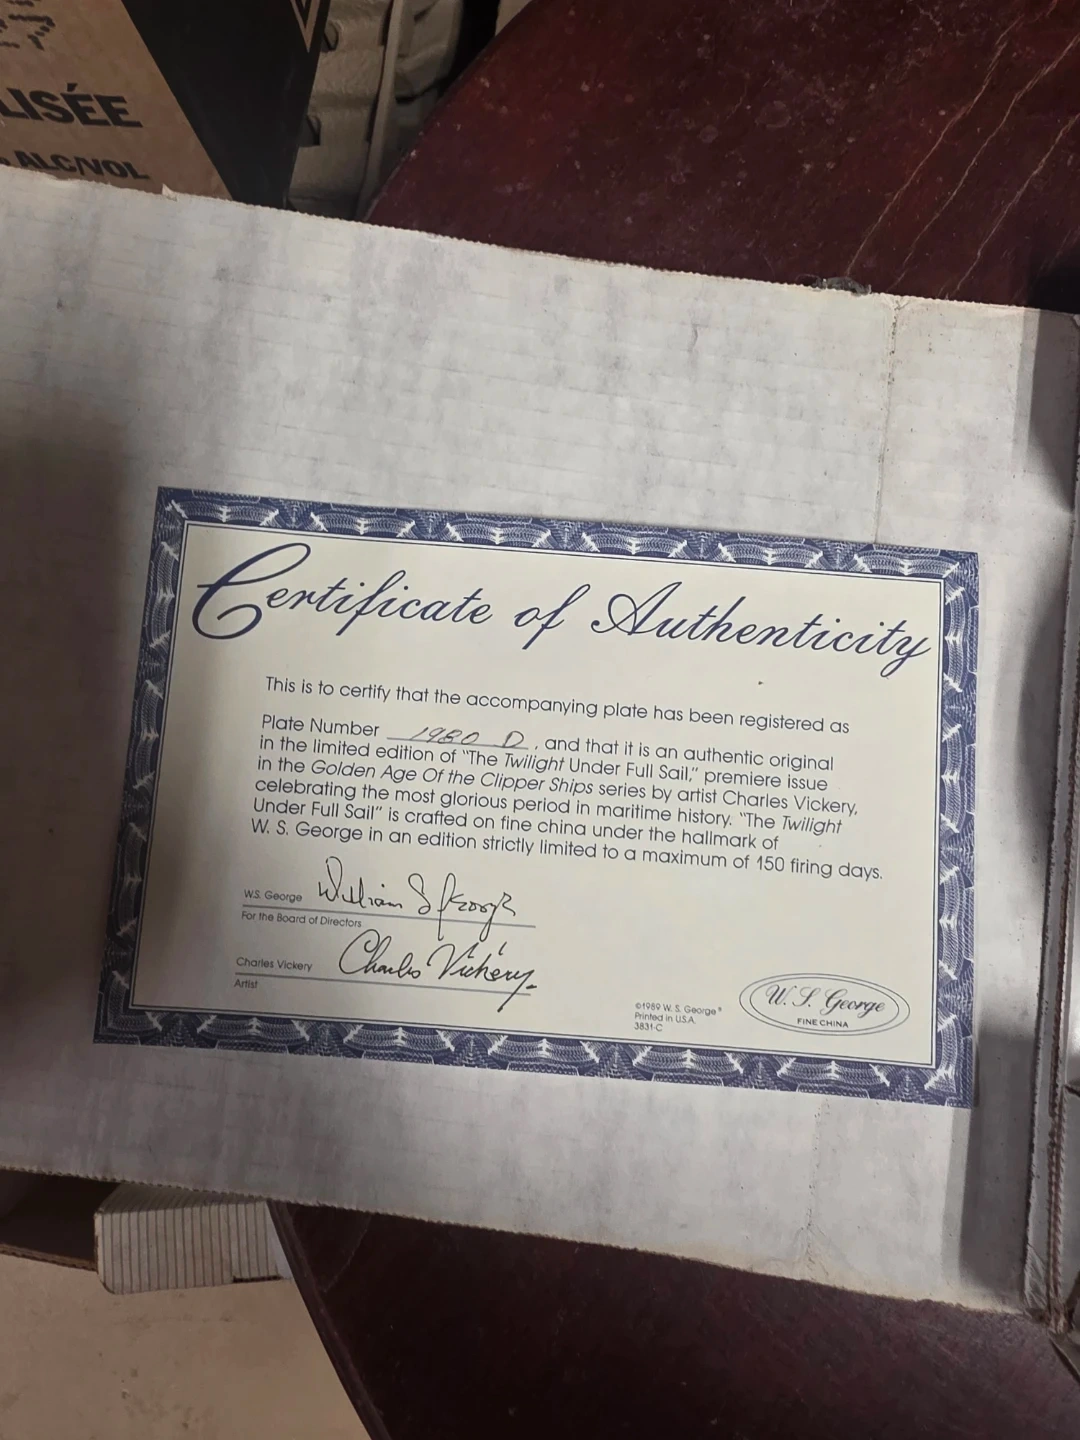 LISÉE
ALC/VOL
Certificate of Authenticity
This is to certify that the accompanying plate has been registered as
Plate Number 1980 D, and that it is an authentic original
in the limited edition of "The Twilight Under Full Sail," premiere issue
in the Golden Age Of the Clipper Ships series by artist Charles Vickery,
celebrating the most glorious period in maritime history. "The Twilight
Under Full Sail" is crafted on fine china under the hallmark of
W. S. George in an edition strictly limited to a maximum of 150 firing days.
W.S. George William S George
For the Board of Directors
Charles Vickery Charles Vickery
Artist
©1989 W. S. George®
Printed in U.S.A.
3831-C
W. S. George
FINE CHINA